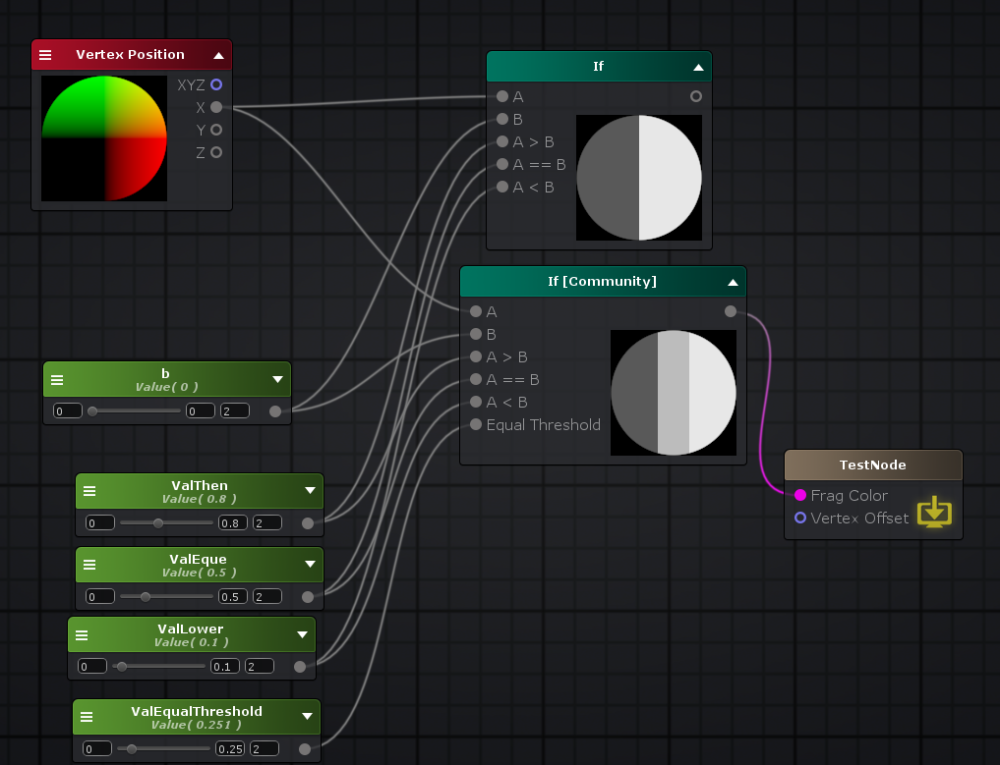 Vertex Position
XYZ
X
Y
Z
If
A
B
A > B
A == B
A < B
If [Community]
A
B
A > B
A == B
A < B
Equal Threshold
b
Value( 0 )
0
0
2
ValThen
Value( 0.8 )
0
0.8
2
ValEque
Value( 0.5 )
0
0.5
2
ValLower
Value( 0.1 )
0
0.1
2
ValEqualThreshold
Value( 0.251 )
0
0.25
2
TestNode
Frag Color
Vertex Offset